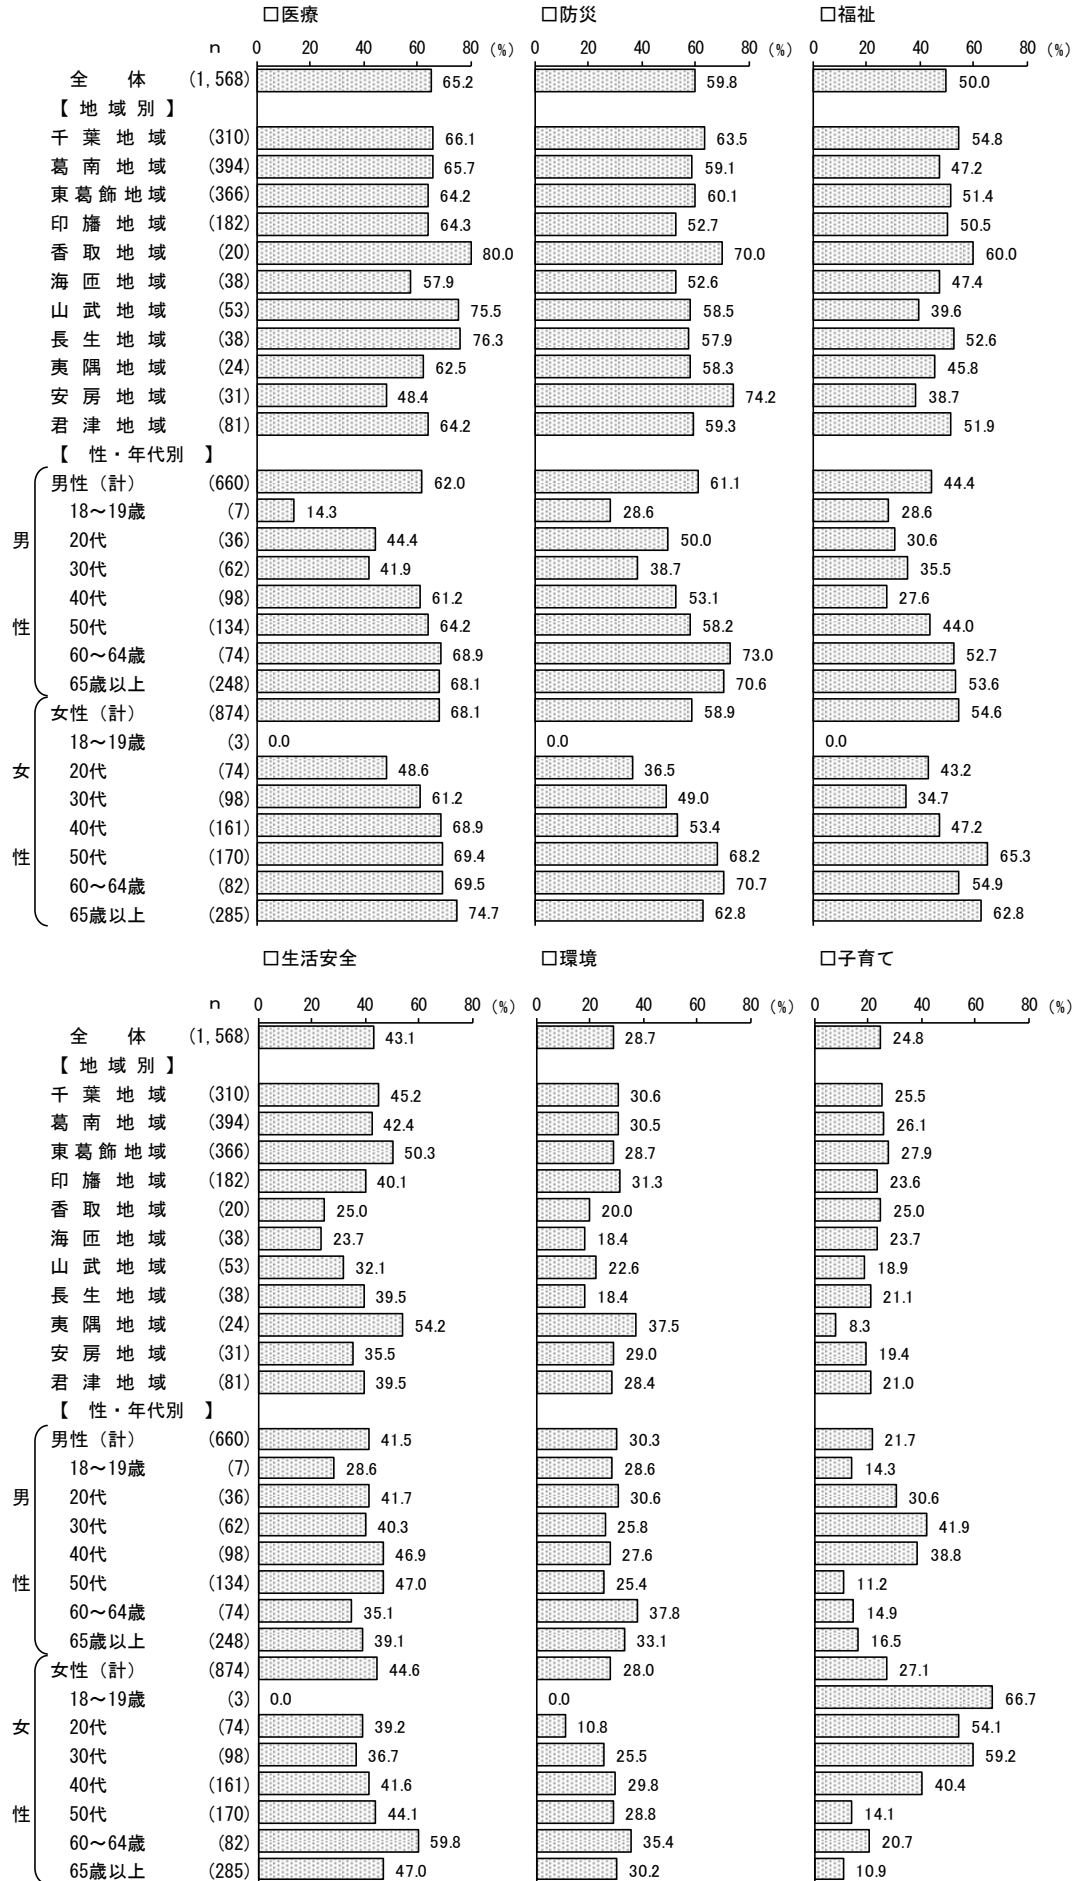 □医療 □防災 □福祉
n 0 20 40 60 80 (%) 0 20 40 60 80 (%) 0 20 40 60 80 (%)
全 体 (1,568) 65.2 59.8 50.0
【 地 域 別 】
千 葉 地 域 (310) 66.1 63.5 54.8
葛 南 地 域 (394) 65.7 59.1 47.2
東 葛 飾 地 域 (366) 64.2 60.1 51.4
印 旛 地 域 (182) 64.3 52.7 50.5
香 取 地 域 (20) 80.0 70.0 60.0
海 匝 地 域 (38) 57.9 52.6 47.4
山 武 地 域 (53) 75.5 58.5 39.6
長 生 地 域 (38) 76.3 57.9 52.6
夷 隅 地 域 (24) 62.5 58.3 45.8
安 房 地 域 (31) 48.4 74.2 38.7
君 津 地 域 (81) 64.2 59.3 51.9
【 性・年代別 】
男性（計） (660) 62.0 61.1 44.4
18～19歳 (7) 14.3 28.6 28.6
男 20代 (36) 44.4 50.0 30.6
30代 (62) 41.9 38.7 35.5
40代 (98) 61.2 53.1 27.6
性 50代 (134) 64.2 58.2 44.0
60～64歳 (74) 68.9 73.0 52.7
65歳以上 (248) 68.1 70.6 53.6
女性（計） (874) 68.1 58.9 54.6
18～19歳 (3) 0.0 0.0 0.0
女 20代 (74) 48.6 36.5 43.2
30代 (98) 61.2 49.0 34.7
40代 (161) 68.9 53.4 47.2
性 50代 (170) 69.4 68.2 65.3
60～64歳 (82) 69.5 70.7 54.9
65歳以上 (285) 74.7 62.8 62.8
□生活安全 □環境 □子育て
n 0 20 40 60 80 (%) 0 20 40 60 80 (%) 0 20 40 60 80 (%)
全 体 (1,568) 43.1 28.7 24.8
【 地 域 別 】
千 葉 地 域 (310) 45.2 30.6 25.5
葛 南 地 域 (394) 42.4 30.5 26.1
東 葛 飾 地 域 (366) 50.3 28.7 27.9
印 旛 地 域 (182) 40.1 31.3 23.6
香 取 地 域 (20) 25.0 20.0 25.0
海 匝 地 域 (38) 23.7 18.4 23.7
山 武 地 域 (53) 32.1 22.6 18.9
長 生 地 域 (38) 39.5 18.4 21.1
夷 隅 地 域 (24) 54.2 37.5 8.3
安 房 地 域 (31) 35.5 29.0 19.4
君 津 地 域 (81) 39.5 28.4 21.0
【 性・年代別 】
男性（計） (660) 41.5 30.3 21.7
18～19歳 (7) 28.6 28.6 14.3
男 20代 (36) 41.7 30.6 30.6
30代 (62) 40.3 25.8 41.9
40代 (98) 46.9 27.6 38.8
性 50代 (134) 47.0 25.4 11.2
60～64歳 (74) 35.1 37.8 14.9
65歳以上 (248) 39.1 33.1 16.5
女性（計） (874) 44.6 28.0 27.1
18～19歳 (3) 0.0 0.0 66.7
女 20代 (74) 39.2 10.8 54.1
30代 (98) 36.7 25.5 59.2
40代 (161) 41.6 29.8 40.4
性 50代 (170) 44.1 28.8 14.1
60～64歳 (82) 59.8 35.4 20.7
65歳以上 (285) 47.0 30.2 10.9